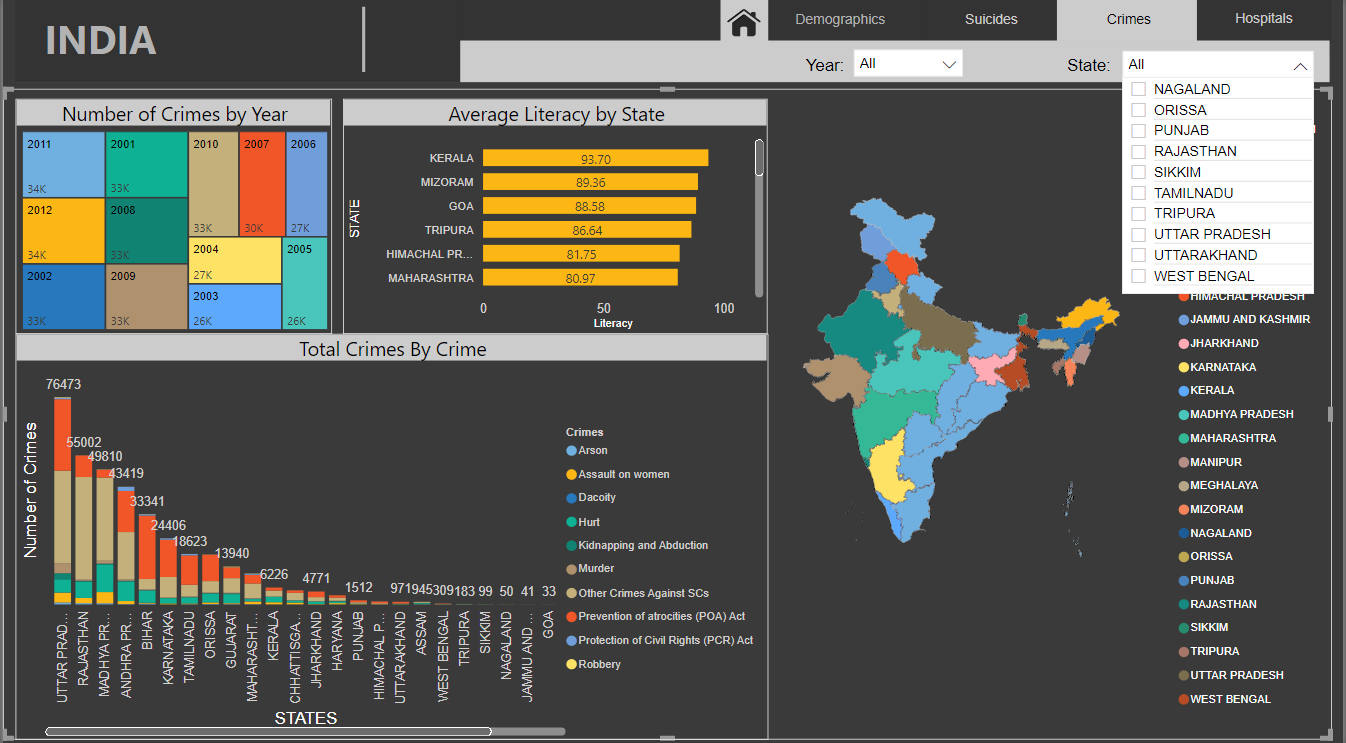 INDIA
Demographics
Suicides
Crimes
Hospitals
Year:
All
State:
All
NAGALAND
ORISSA
PUNJAB
RAJASTHAN
SIKKIM
TAMILNADU
TRIPURA
UTTAR PRADESH
UTTARAKHAND
WEST BENGAL
Number of Crimes by Year
2011
34K
2012
34K
2002
33K
2001
33K
2008
33K
2009
33K
2010
33K
2007
30K
2006
27K
2004
27K
2003
26K
2005
26K
Average Literacy by State
STATE
KERALA 93.70
MIZORAM 89.36
GOA 88.58
TRIPURA 86.64
HIMACHAL PR... 81.75
MAHARASHTRA 80.97
0 50 100
Literacy
Total Crimes By Crime
Number of Crimes
76473
55002
49810
43419
33341
24406
18623
13940
6226
4771
1512
971
945
309
183
99
50
41
33
UTTAR PRAD...
RAJASTHAN
MADHYA PR...
ANDHRA PR...
BIHAR
KARNATAKA
TAMILNADU
ORISSA
GUJARAT
MAHARASHT...
KERALA
CHHATTISGA...
JHARKHAND
HARYANA
PUNJAB
HIMACHAL P...
UTTARAKHAND
ASSAM
WEST BENGAL
TRIPURA
SIKKIM
NAGALAND
JAMMU AND ...
GOA
STATES
Crimes
Arson
Assault on women
Dacoity
Hurt
Kidnapping and Abduction
Murder
Other Crimes Against SCs
Prevention of atrocities (POA) Act
Protection of Civil Rights (PCR) Act
Robbery
HIMACHAL PRADESH
JAMMU AND KASHMIR
JHARKHAND
KARNATAKA
KERALA
MADHYA PRADESH
MAHARASHTRA
MANIPUR
MEGHALAYA
MIZORAM
NAGALAND
ORISSA
PUNJAB
RAJASTHAN
SIKKIM
TRIPURA
UTTAR PRADESH
WEST BENGAL